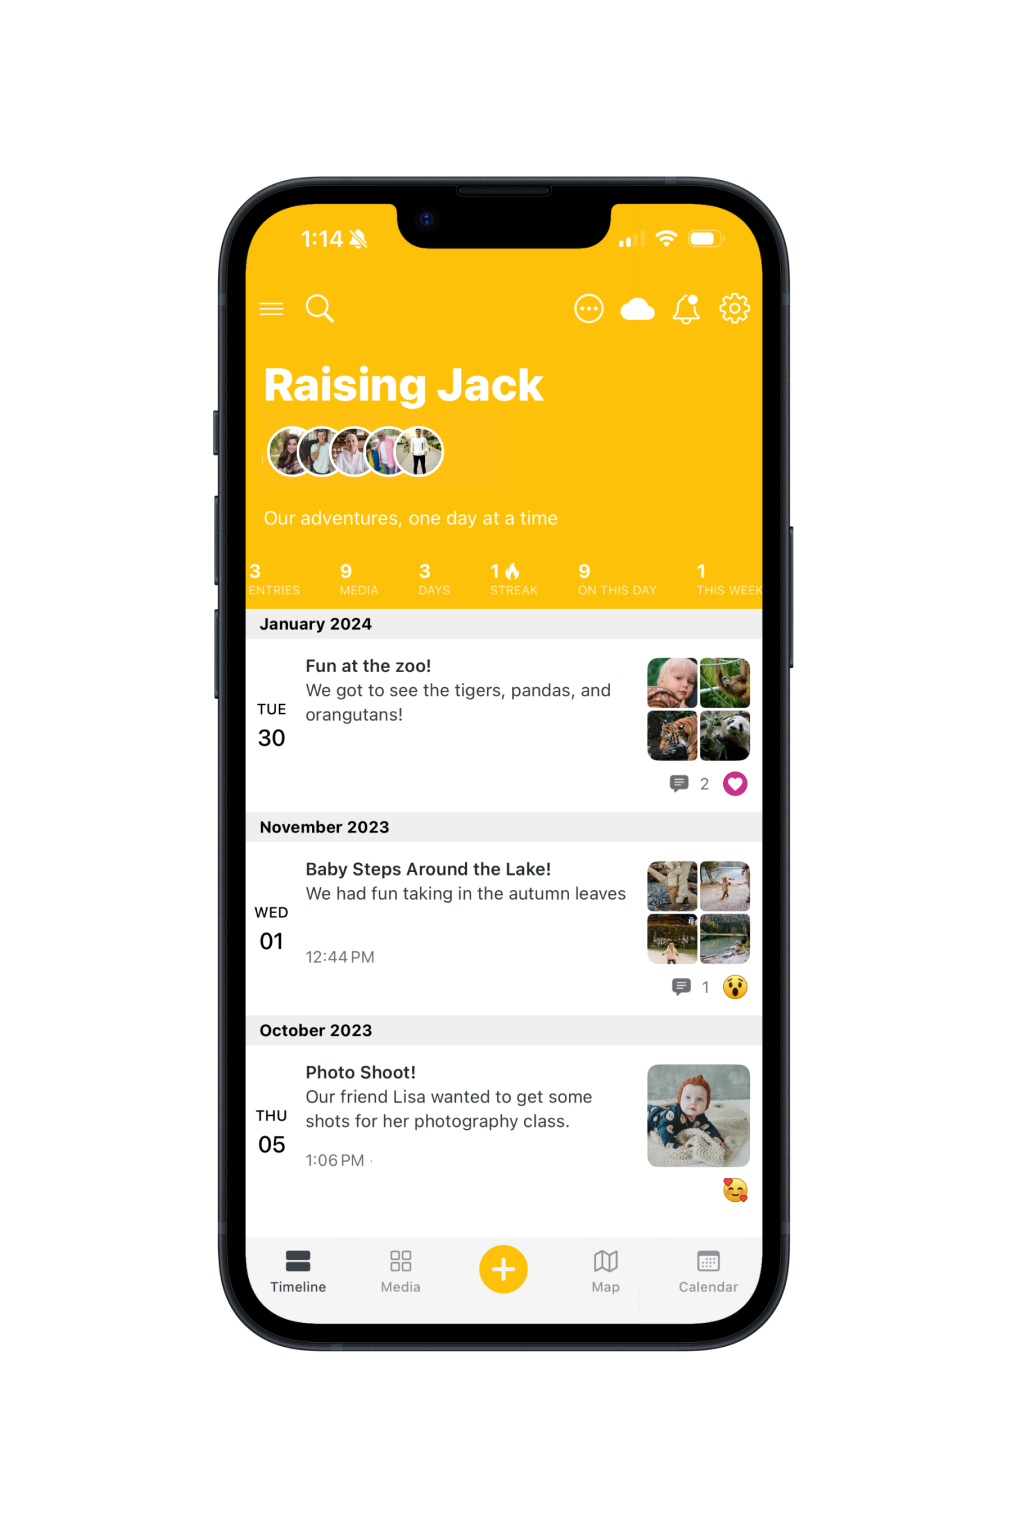 1:14
Raising Jack
Our adventures, one day at a time
3 9 3 1 9 1
ENTRIES MEDIA DAYS STREAK ON THIS DAY THIS WEEK
January 2024
Fun at the zoo!
We got to see the tigers, pandas, and
orangutans!
TUE
30
2
November 2023
Baby Steps Around the Lake!
We had fun taking in the autumn leaves
WED
01
12:44 PM
1
October 2023
Photo Shoot!
Our friend Lisa wanted to get some
shots for her photography class.
THU
05
1:06 PM ·
Timeline Media Map Calendar